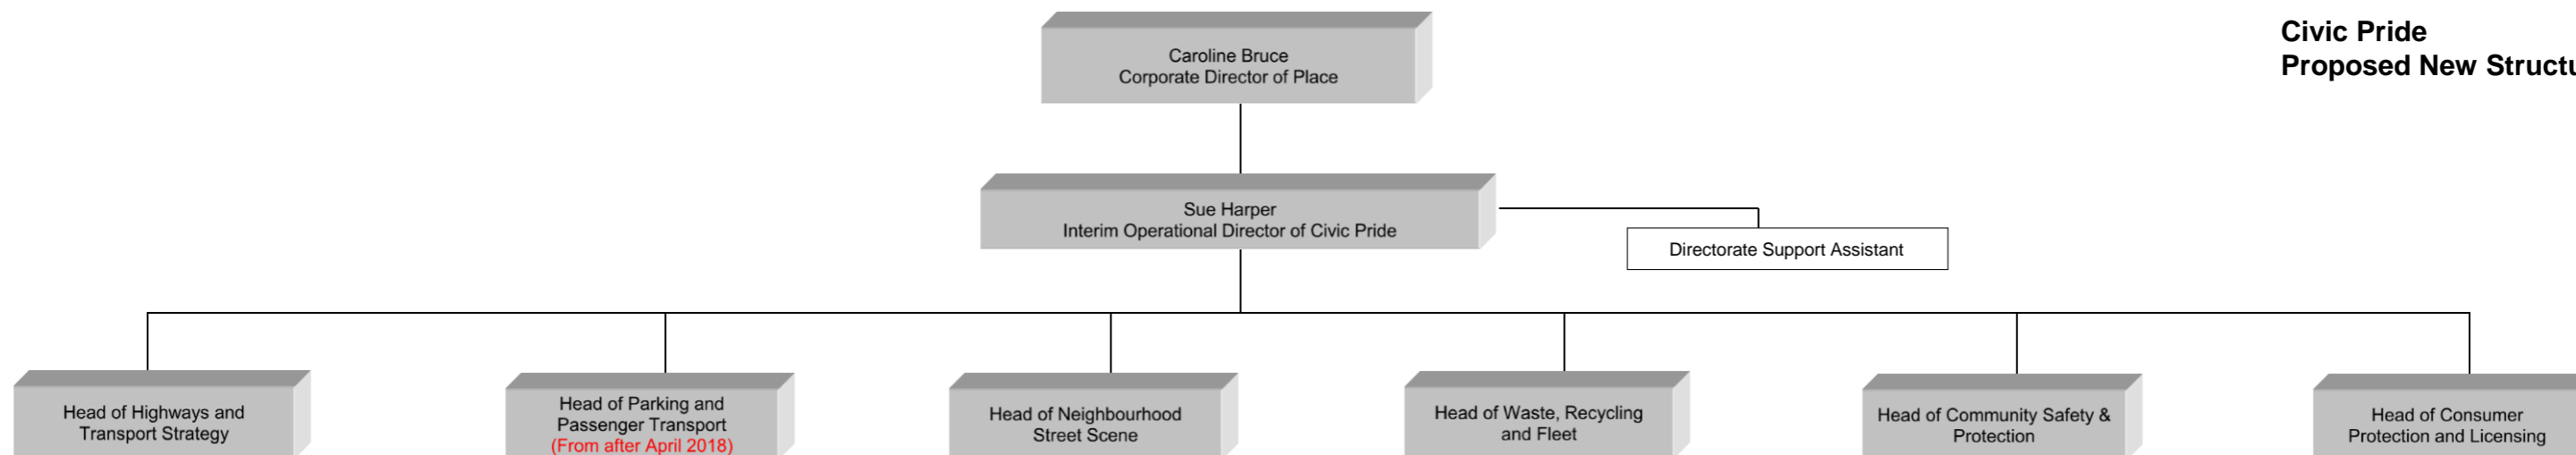 Civic Pride
Proposed New
Caroline Bruce
Corporate Director of Place
Sue Harper
Interim Operational Director of Civic Pride
Directorate Support Assistant
Head of Highways and
Transport Strategy
Head of Parking and
Passenger Transport
(From after April 2018)
Head of Neighbourhood
Street Scene
Head of Waste, Recycling
and Fleet
Head of Community Safety &
Protection
Head of Consumer
Protection and Licensing